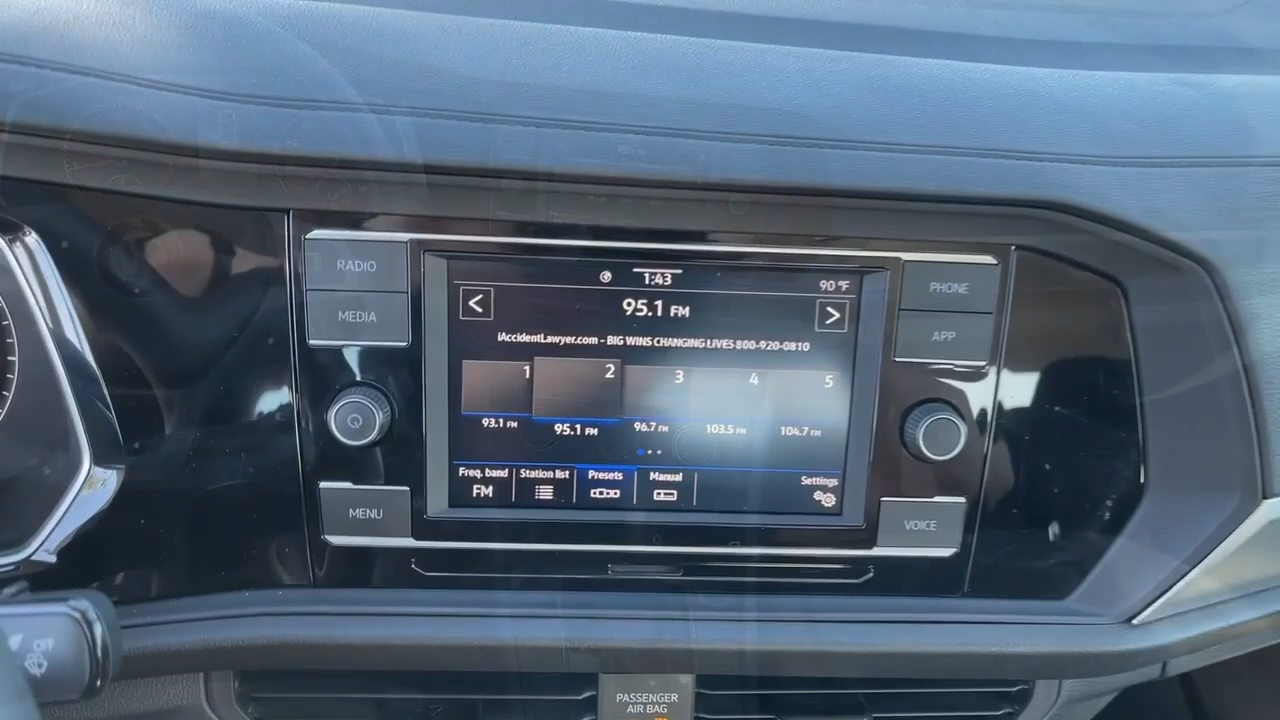 RADIO
MEDIA
MENU
1:43
90 °F
<
95.1 FM
>
iAccidentLawyer.com - BIG WINS CHANGING LIVES 800-920-0810
1
2
3
4
5
93.1 FM
95.1 FM
96.7 FM
103.5 FM
104.7 FM
Freq. band
Station list
Presets
Manual
Settings
FM
PHONE
APP
VOICE
OFF
PASSENGER
AIR BAG